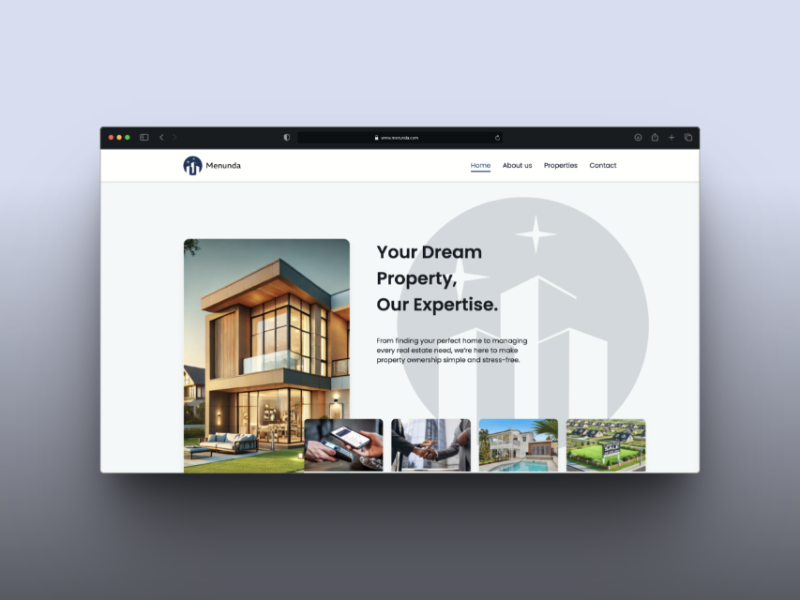 www.menunda.com
Menunda
Home About us Properties Contact
Your Dream
Property,
Our Expertise.
From finding your perfect home to managing
every real estate need, we're here to make
property ownership simple and stress-free.